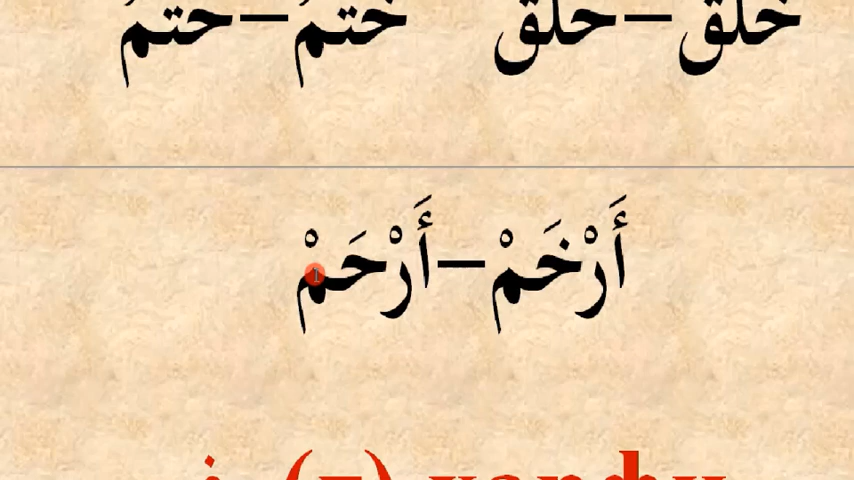 خلق – حلق ختم – حتم
أَرْخَمْ – أَرْحَمْ